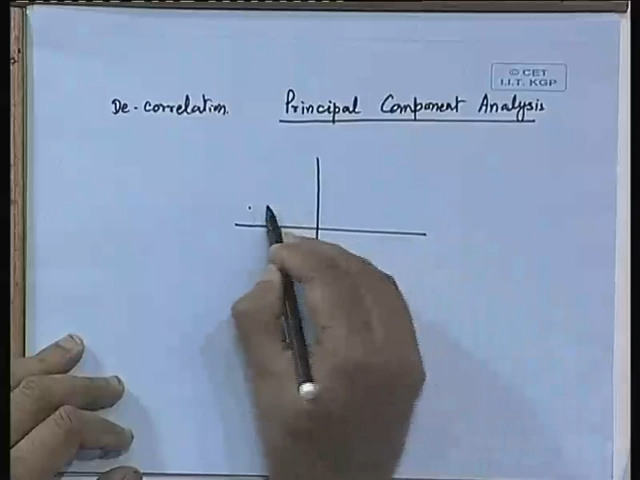 © CET
I.I.T. KGP
De-correlation. Principal Component Analysis